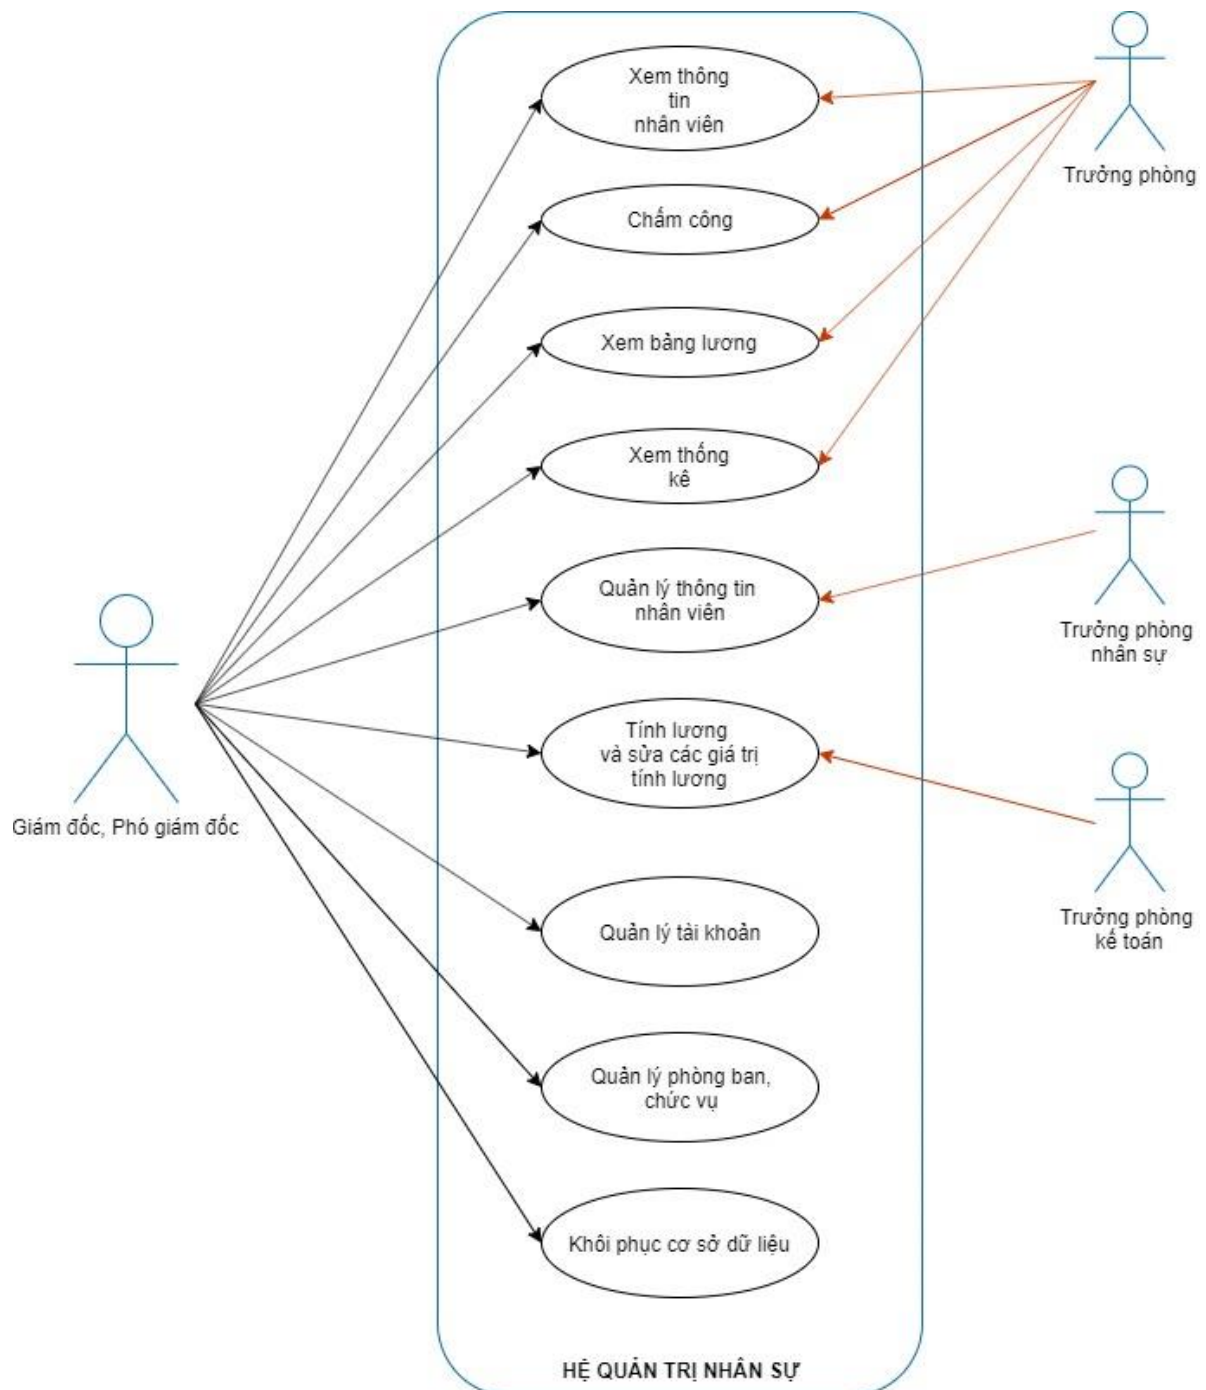 Xem thông
tin
nhân viên
Trưởng phòng
Chấm công
Xem bảng lương
Xem thống
kê
Quản lý thông tin
nhân viên
Trưởng phòng
nhân sự
Tính lương
và sửa các giá trị
tính lương
Giám đốc, Phó giám đốc
Trưởng phòng
kế toán
Quản lý tài khoản
Quản lý phòng ban,
chức vụ
Khôi phục cơ sở dữ liệu
HỆ QUẢN TRỊ NHÂN SỰ